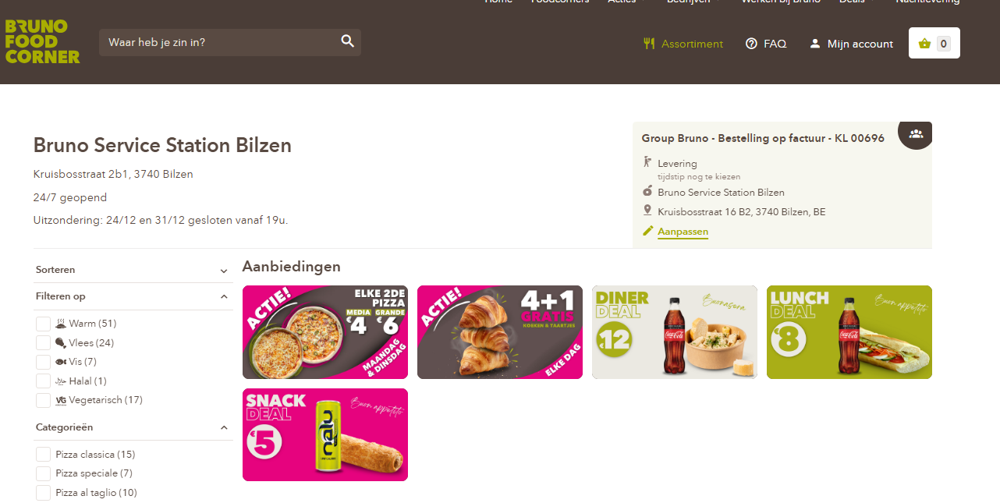 Home Foodcorners Acties Bedrijven Werken bij Bruno Deals Nachtlevering
BRUNO
FOOD
CORNER
Waar heb je zin in?
Assortiment
FAQ
Mijn account
0
Bruno Service Station Bilzen
Kruisbosstraat 2b1, 3740 Bilzen
24/7 geopend
Uitzondering: 24/12 en 31/12 gesloten vanaf 19u.
Group Bruno - Bestelling op factuur - KL 00696
Levering
tijdstip nog te kiezen
Bruno Service Station Bilzen
Kruisbosstraat 16 B2, 3740 Bilzen, BE
Aanpassen
Sorteren
Filteren op
Warm (51)
Vlees (24)
Vis (7)
Halal (1)
VG Vegetarisch (17)
Categorieën
Pizza classica (15)
Pizza speciale (7)
Pizza al taglio (10)
Aanbiedingen
ACTIE!
ELKE 2DE
PIZZA
MEDIA GRANDE
€4 €6
MAANDAG
& DINSDAG
ACTIE!
4+1
GRATIS
KOEKEN & TAARTJES
ELKE DAG
DINER
DEAL
€12
Buonasera
Coca-Cola
LUNCH
DEAL
€8
Buon appetito
Coca-Cola
SNACK
DEAL
€5
Buon appetito
nalu